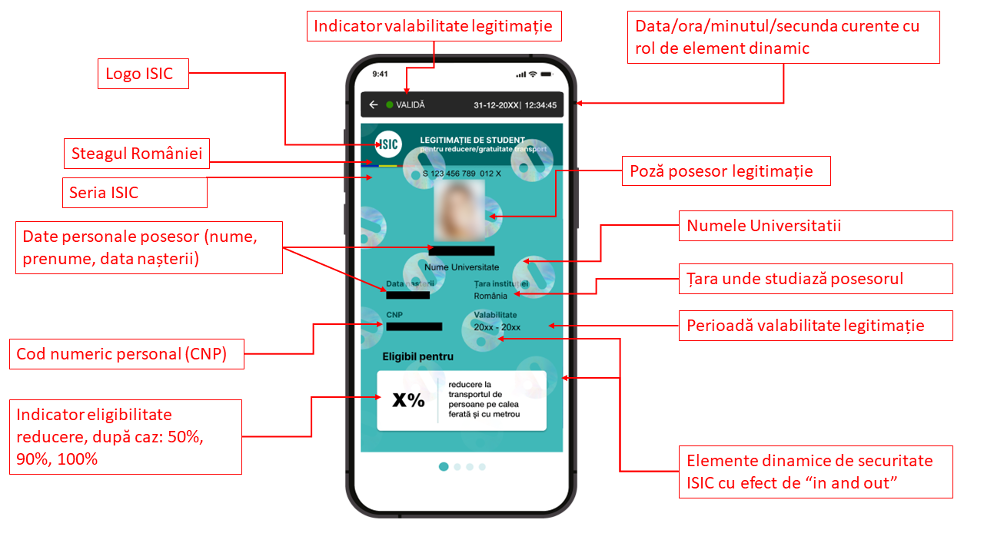 Indicator valabilitate legitimație
Data/ora/minutul/secunda curente cu
rol de element dinamic
Logo ISIC
Steagul României
Seria ISIC
Date personale posesor (nume,
prenume, data nașterii)
Cod numeric personal (CNP)
Indicator eligibilitate
reducere, după caz: 50%,
90%, 100%
9:41
VALIDĂ
31-12-20XX| 12:34:45
ISIC
LEGITIMAȚIE DE STUDENT
pentru reducere/gratuitate transport
S 123 456 789 012 X
Nume Universitate
Data nașterii
Țara instituției
România
CNP
Valabilitate
20xx - 20xx
Eligibil pentru
X%
reducere la
transportul de
persoane pe calea
ferată și cu metrou
Poză posesor legitimație
Numele Universitatii
Țara unde studiază posesorul
Perioadă valabilitate legitimație
Elemente dinamice de securitate
ISIC cu efect de “in and out”